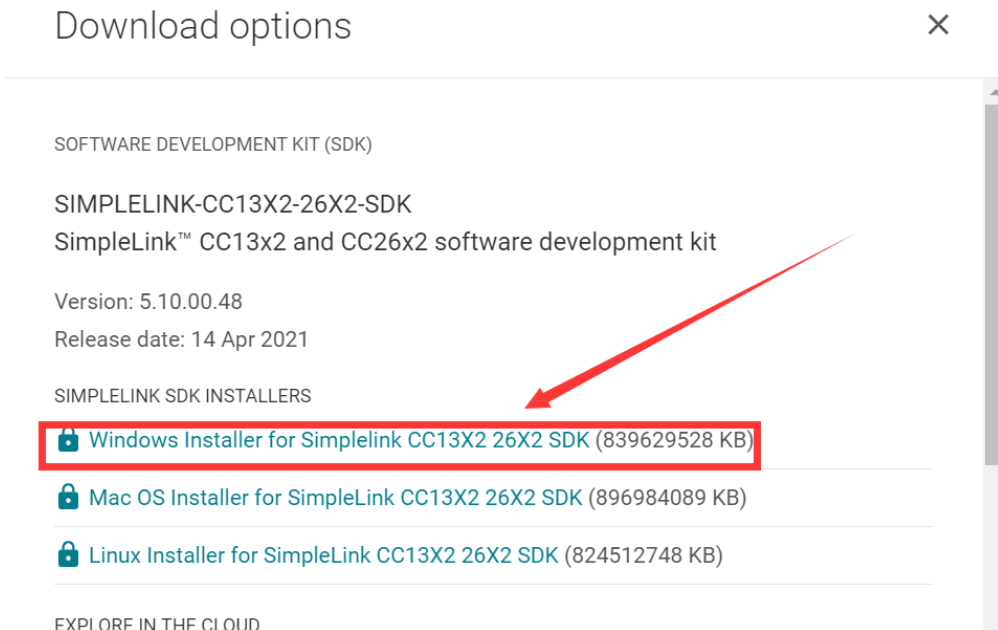 Download options
SOFTWARE DEVELOPMENT KIT (SDK)
SIMPLELINK-CC13X2-26X2-SDK
SimpleLink™ CC13x2 and CC26x2 software development kit
Version: 5.10.00.48
Release date: 14 Apr 2021
SIMPLELINK SDK INSTALLERS
Windows Installer for Simplelink CC13X2 26X2 SDK (839629528 KB)
Mac OS Installer for SimpleLink CC13X2 26X2 SDK (896984089 KB)
Linux Installer for SimpleLink CC13X2 26X2 SDK (824512748 KB)
EXPLORE IN THE CLOUD